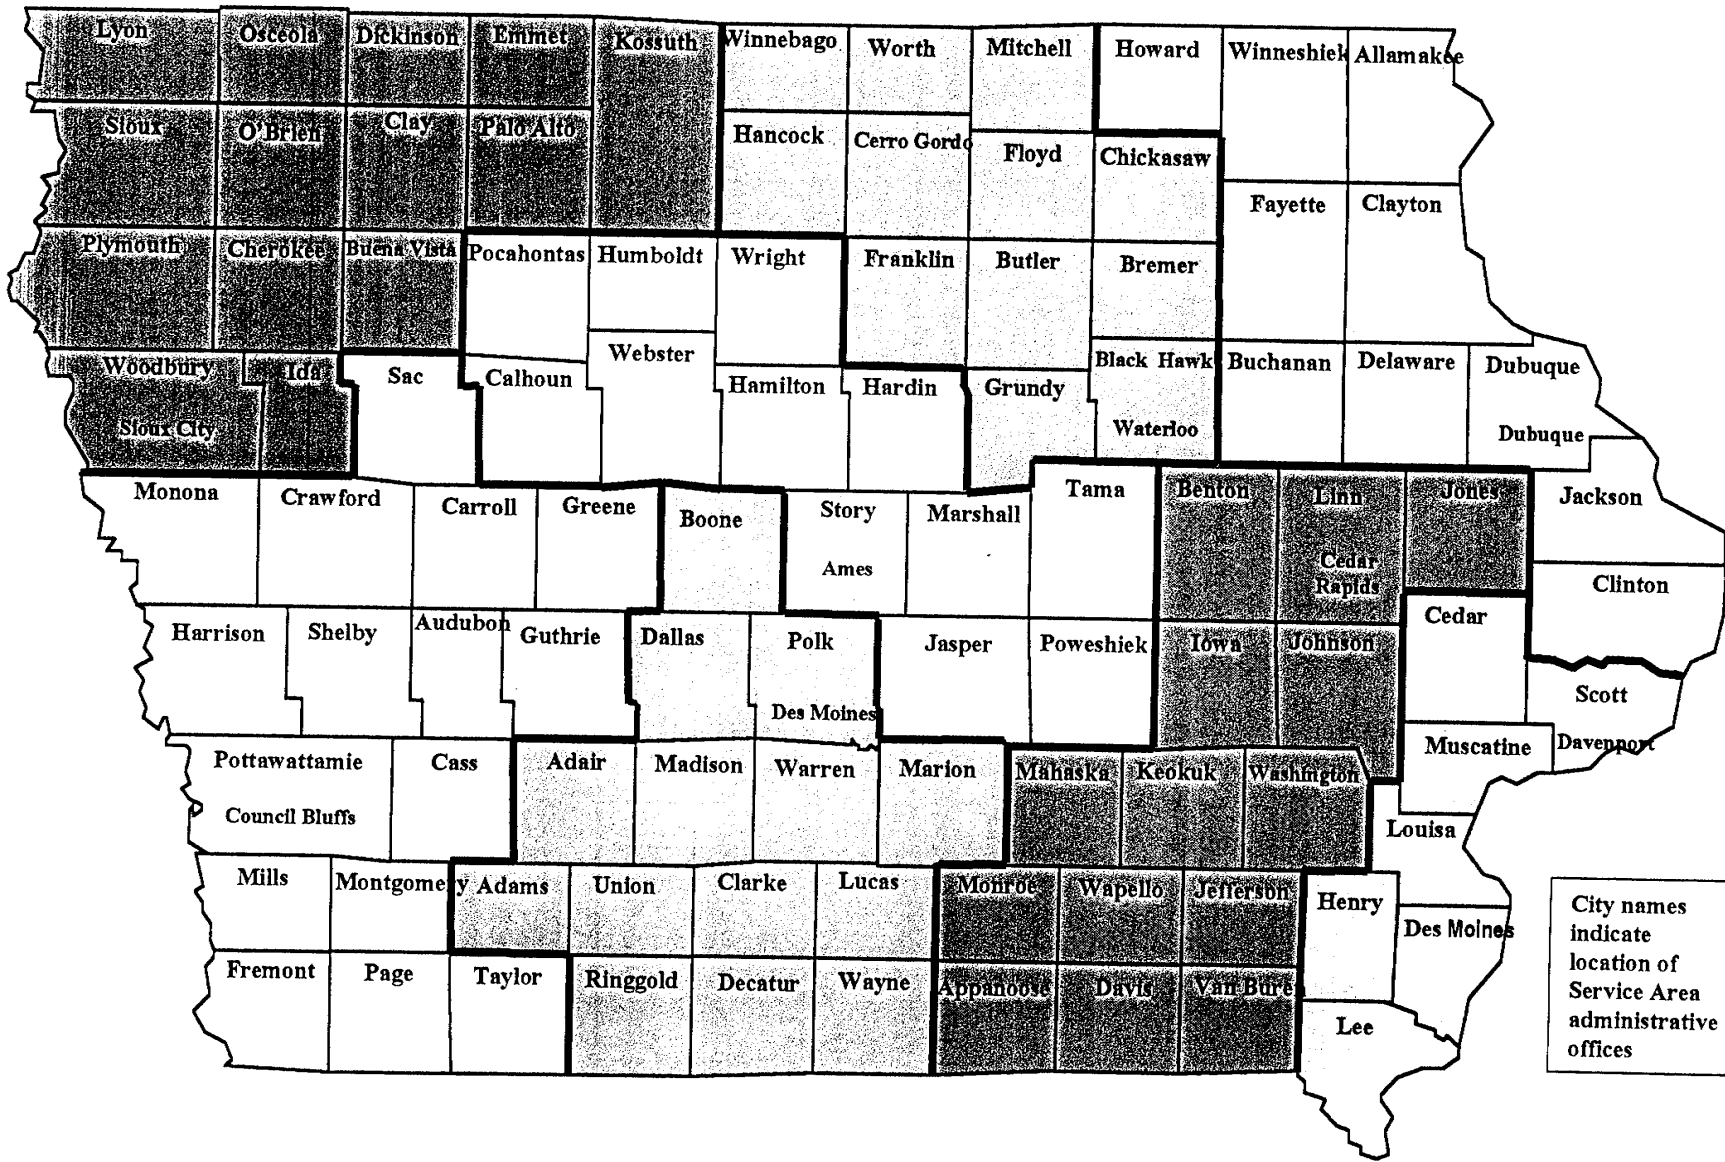 Lyon
Osceola
Dickinson
Emmet
Kossuth
Winnebago
Worth
Mitchell
Howard
Winneshiek
Allamakee
Sioux
O'Brien
Clay
Palo Alto
Hancock
Cerro Gordo
Floyd
Chickasaw
Fayette
Clayton
Plymouth
Cherokee
Buena Vista
Pocahontas
Humboldt
Wright
Franklin
Butler
Bremer
Woodbury
Ida
Sac
Calhoun
Webster
Hamilton
Hardin
Grundy
Black Hawk
Buchanan
Delaware
Dubuque
Sioux City
Waterloo
Dubuque
Monona
Crawford
Carroll
Greene
Boone
Story
Marshall
Tama
Benton
Linn
Jones
Jackson
Ames
Cedar
Rapids
Clinton
Harrison
Shelby
Audubon
Guthrie
Dallas
Polk
Jasper
Poweshiek
Iowa
Johnson
Cedar
Scott
Des Moines
Pottawattamie
Cass
Adair
Madison
Warren
Marion
Mahaska
Keokuk
Washington
Muscatine
Davenport
Council Bluffs
Louisa
Mills
Montgomery
Adams
Union
Clarke
Lucas
Monroe
Wapello
Jefferson
Henry
Des Moines
Fremont
Page
Taylor
Ringgold
Decatur
Wayne
Appanoose
Davis
Van Buren
Lee
City names
indicate
location of
Service Area
administrative
offices